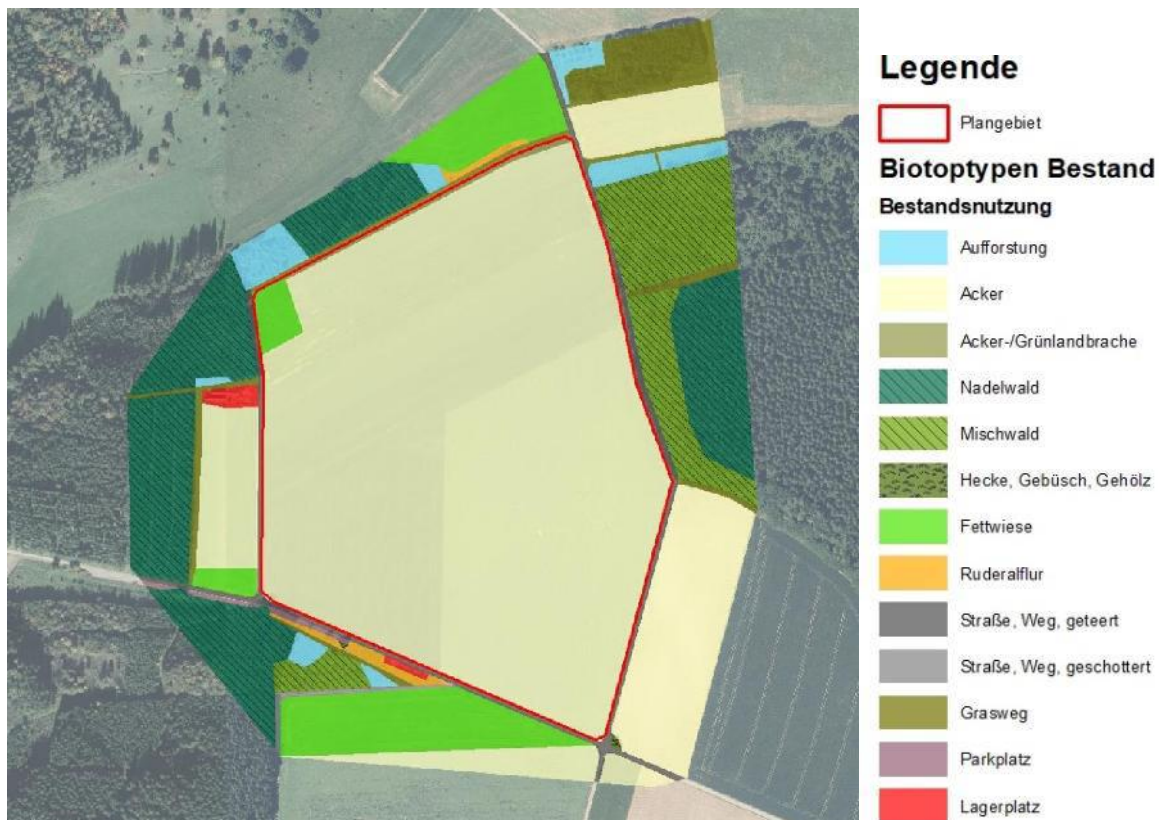 Legende
Plangebiet
Biotoptypen Bestand
Bestandsnutzung
Aufforstung
Acker
Acker-/Grünlandbrache
Nadelwald
Mischwald
Hecke, Gebüsch, Gehölz
Fettwiese
Ruderalflur
Straße, Weg, geteert
Straße, Weg, geschottert
Grasweg
Parkplatz
Lagerplatz